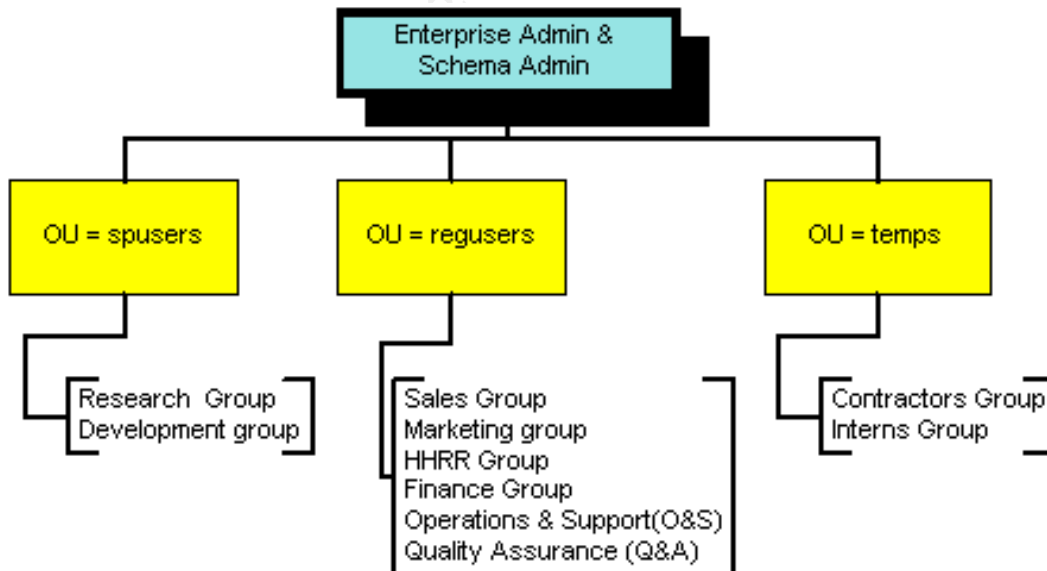 Enterprise Admin &
Schema Admin
OU = spusers
OU = regusers
OU = temps
Research Group
Development group
Sales Group
Marketing group
HHRR Group
Finance Group
Operations & Support(O&S)
Quality Assurance (Q&A)
Contractors Group
Interns Group